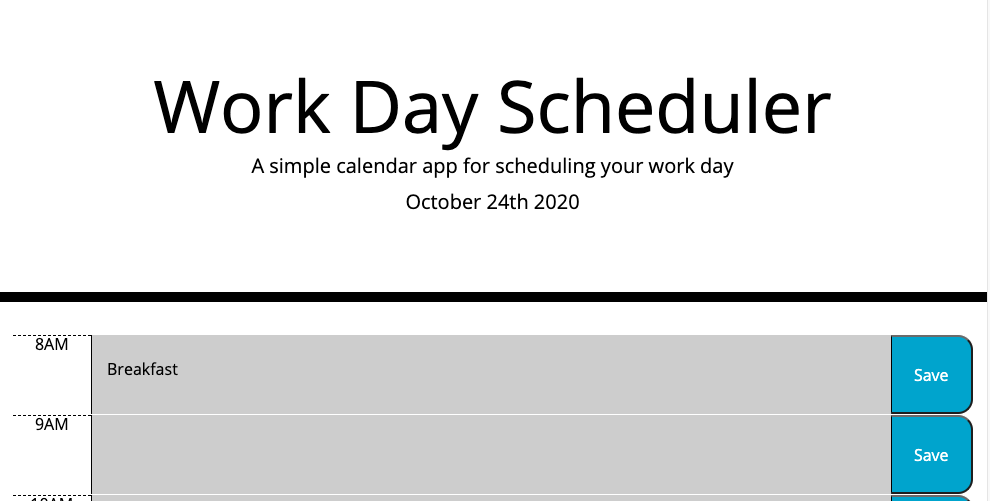 Work Day Scheduler
A simple calendar app for scheduling your work day
October 24th 2020
8AM
Breakfast
Save
9AM
Save
10AM